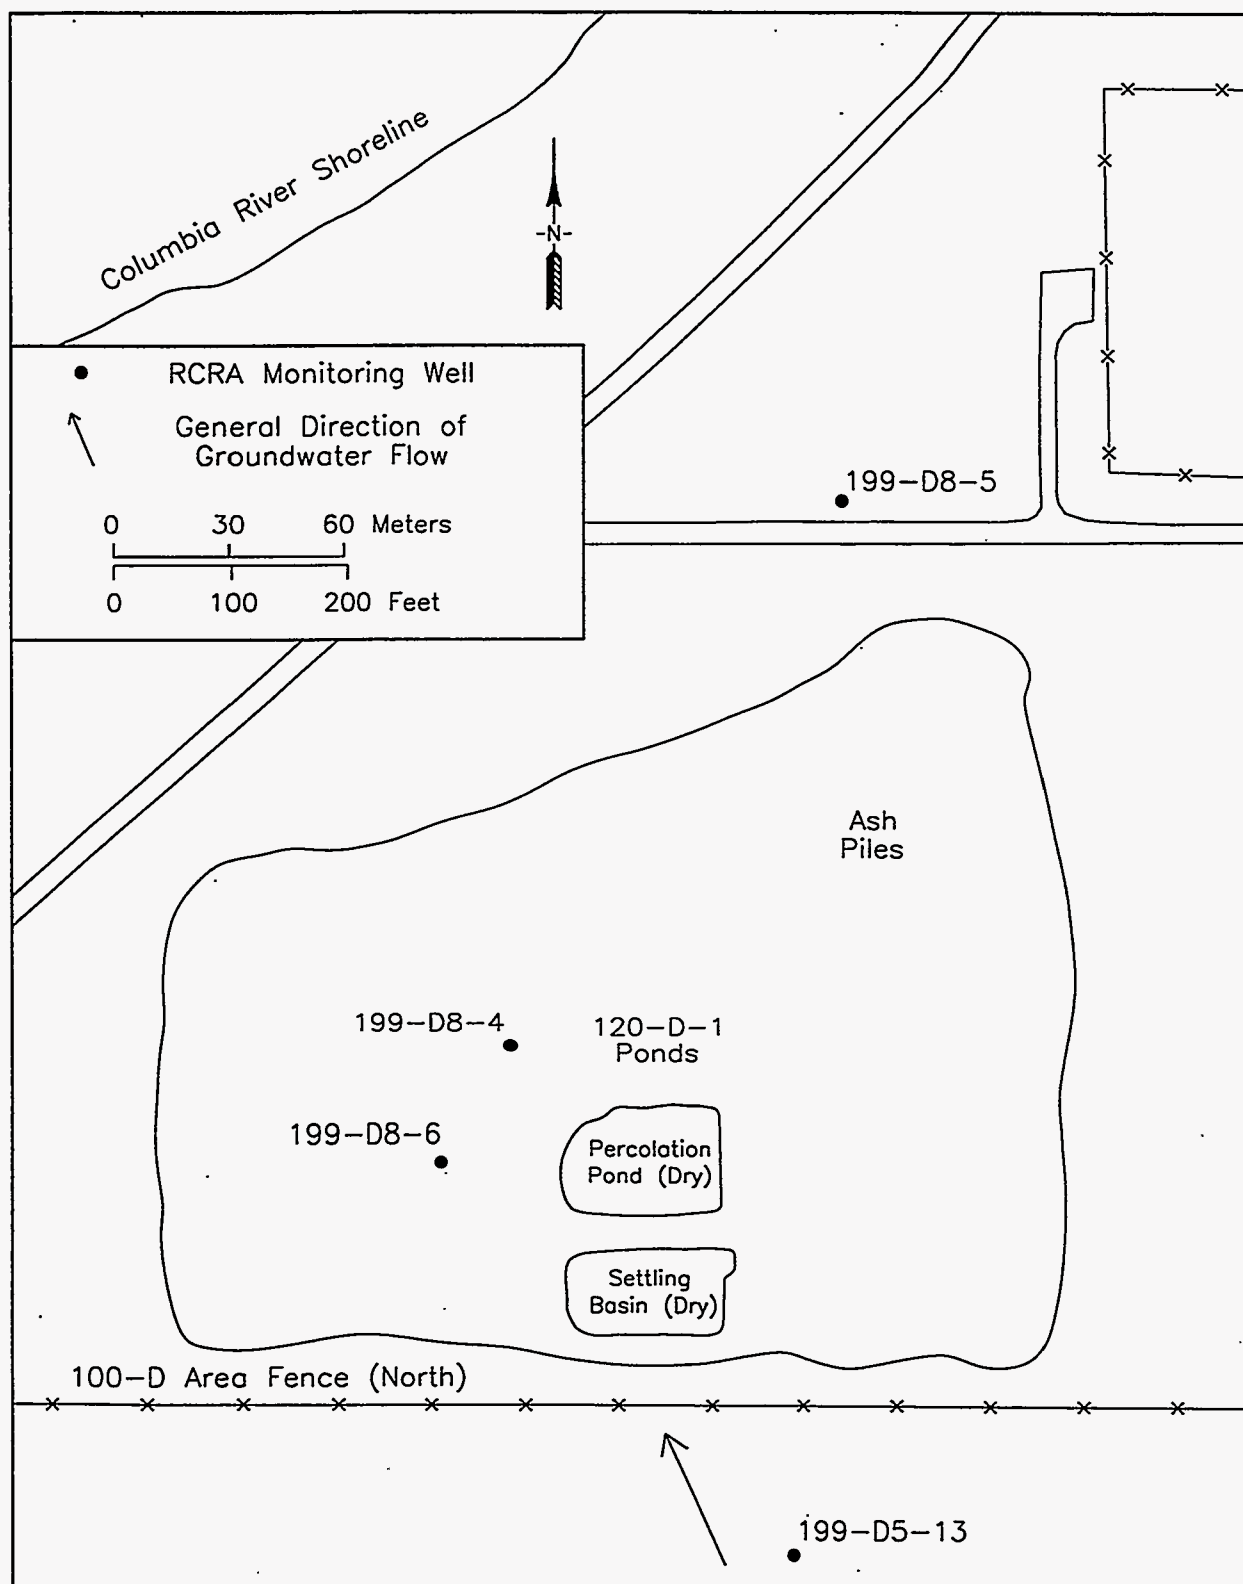 Columbia River Shoreline
-N-
RCRA Monitoring Well
General Direction of
Groundwater Flow
0 30 60 Meters
0 100 200 Feet
199-D8-5
Ash
Piles
199-D8-4
120-D-1
Ponds
199-D8-6
Percolation
Pond (Dry)
Settling
Basin (Dry)
100-D Area Fence (North)
199-D5-13